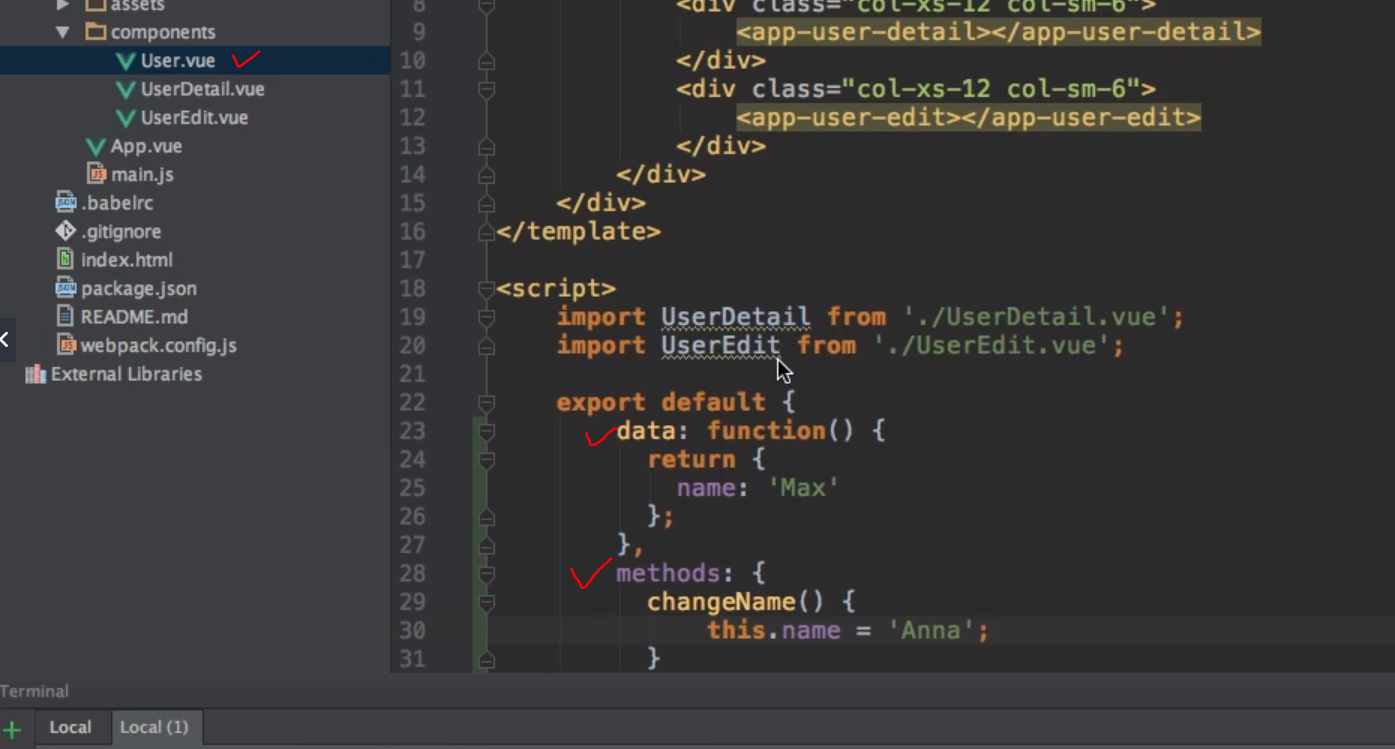 assets
components
User.vue
UserDetail.vue
UserEdit.vue
App.vue
main.js
.babelrc
.gitignore
index.html
package.json
README.md
webpack.config.js
External Libraries
8 <div class="col-xs-12 col-sm-6">
9 <app-user-detail></app-user-detail>
10 </div>
11 <div class="col-xs-12 col-sm-6">
12 <app-user-edit></app-user-edit>
13 </div>
14 </div>
15 </div>
16 </template>
17
18 <script>
19 import UserDetail from './UserDetail.vue';
20 import UserEdit from './UserEdit.vue';
21
22 export default {
23 data: function() {
24 return {
25 name: 'Max'
26 };
27 },
28 methods: {
29 changeName() {
30 this.name = 'Anna';
31 }
Terminal
Local
Local (1)